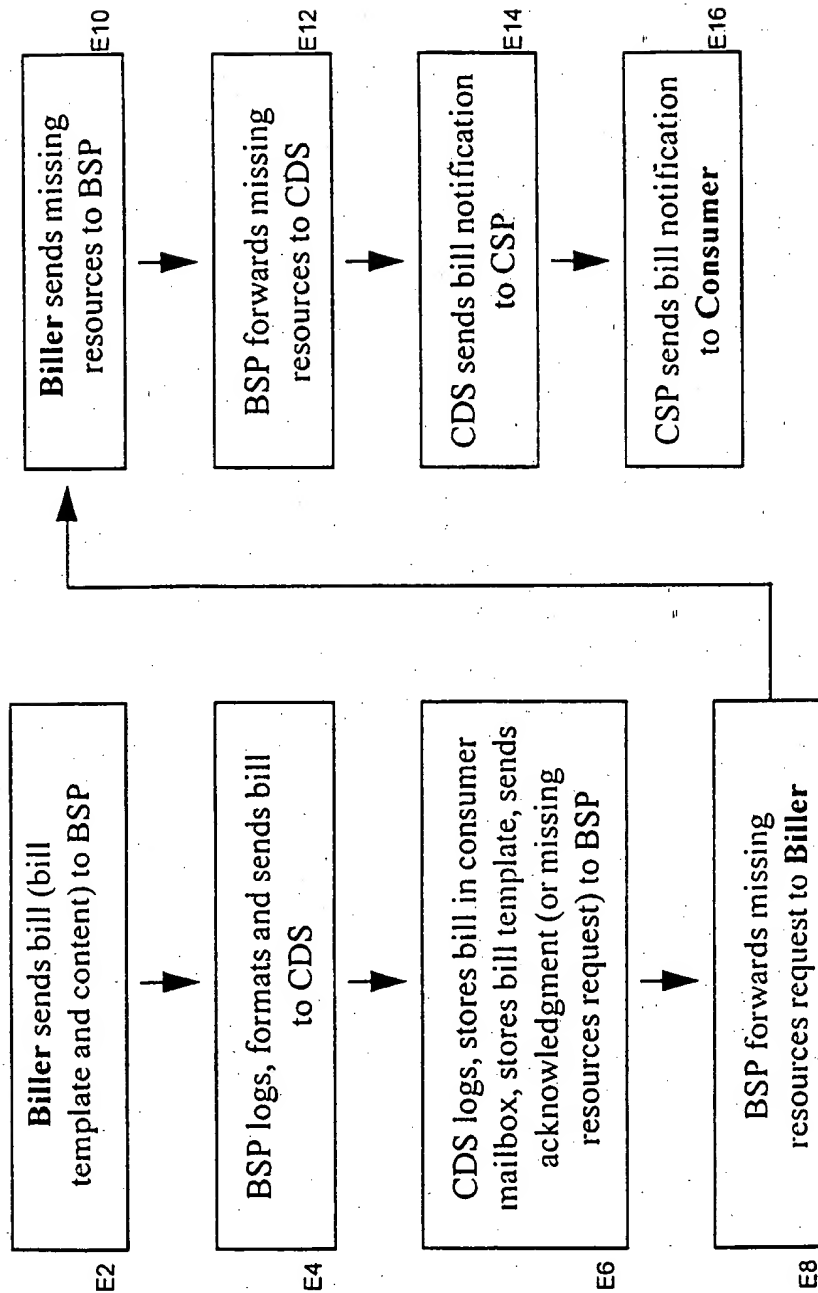 E2
Biller sends bill (bill
template and content) to BSP
E4
BSP logs, formats and sends bill
to CDS
E6
CDS logs, stores bill in consumer
mailbox, stores bill template, sends
acknowledgment (or missing
resources request) to BSP
E8
BSP forwards missing
resources request to Biller
Biller sends missing
resources to BSP
E10
BSP forwards missing
resources to CDS
E12
CDS sends bill notification
to CSP
E14
CSP sends bill notification
to Consumer
E16